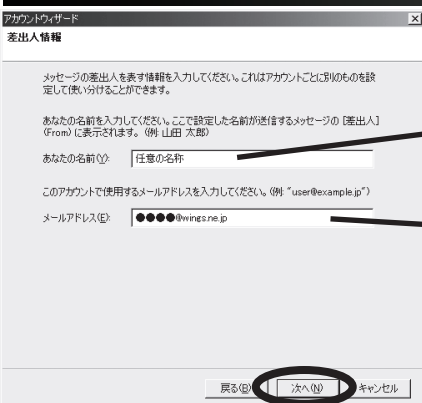 アカウントウィザード
差出人情報
メッセージの差出人を表す情報を入力してください。これはアカウントごとに別のものを設
定して使い分けることができます。
あなたの名前を入力してください。ここで設定した名前が送信するメッセージの [差出人]
(From) に表示されます。(例: 山田 太郎)
あなたの名前(Y): 任意の名称
このアカウントで使用するメールアドレスを入力してください。(例: "user@example.jp")
メールアドレス(E): ●●●●@wings.ne.jp
戻る(B) 次へ(N) キャンセル